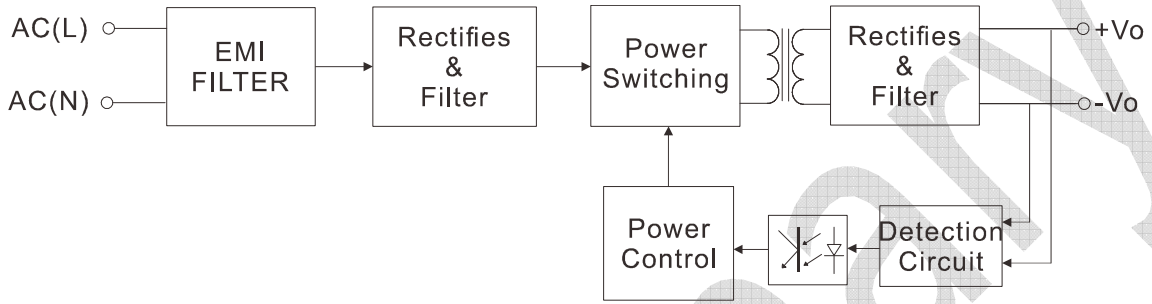 AC(L)
AC(N)
EMI
FILTER
Rectifies
&
Filter
Power
Switching
Rectifies
&
Filter
+Vo
-Vo
Power
Control
Detection
Circuit